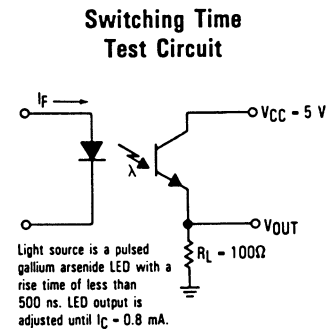 Switching Time
Test Circuit
IF
VCC - 5 V
λ
VOUT
RL - 100Ω
Light source is a pulsed
gallium arsenide LED with a
rise time of less than
500 ns. LED output is
adjusted until IC - 0.8 mA.